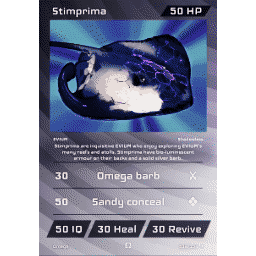 Stimprima 50 HP
EVIUM
Stimprima are inquisitive EVIUM who enjoy exploring EVIUM's
many reefs and atolls. Stimprima have bio-luminescent
armour on their backs and a solid silver barb.
30 Omega barb
50 Sandy conceal
50 IQ 30 Heal 30 Revive